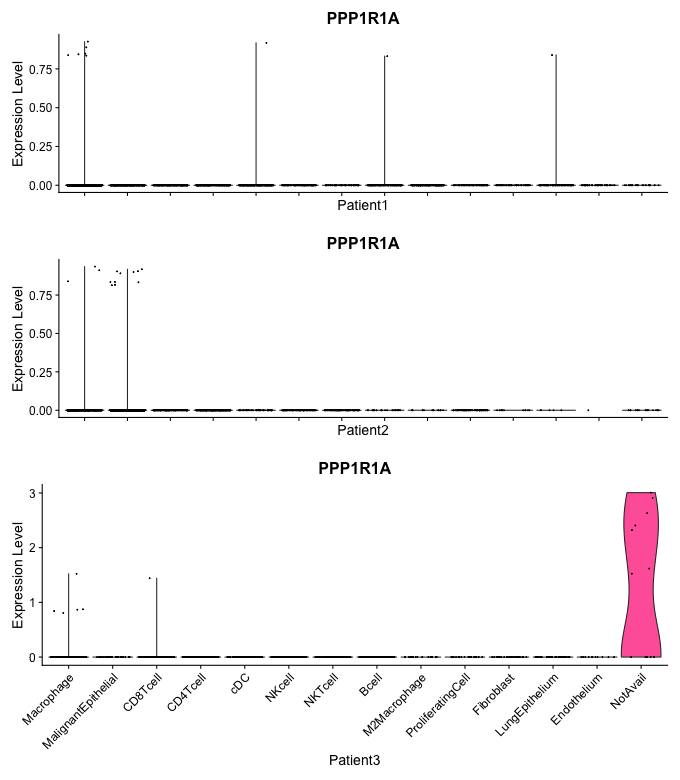 PPP1R1A
Expression Level
0.75
0.50
0.25
0.00
Patient1
PPP1R1A
Expression Level
0.75
0.50
0.25
0.00
Patient2
PPP1R1A
Expression Level
3
2
1
0
Macrophage
MalignantEpithelial
CD8Tcell
CD4Tcell
cDC
NKcell
NKTcell
Bcell
M2Macrophage
ProliferatingCell
Fibroblast
LungEpithelium
Endothelium
NotAvail
Patient3